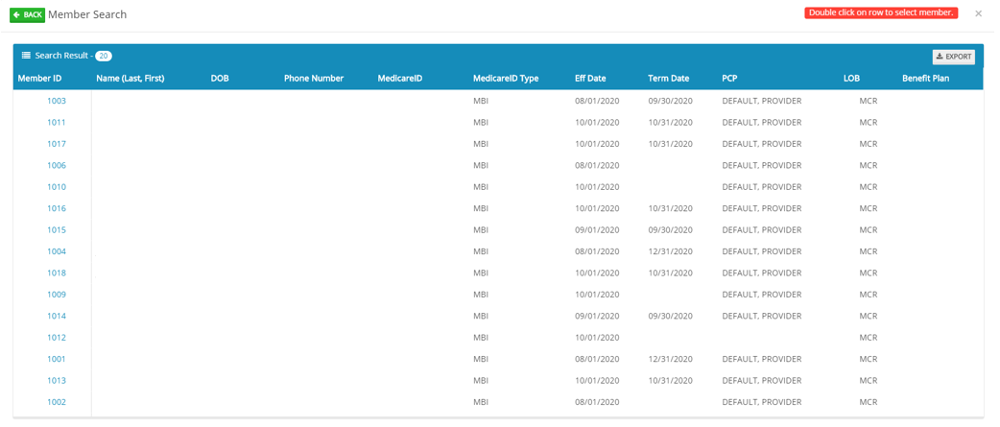 BACK Member Search Double click on row to select member. ×
Search Result - 20 EXPORT
Member ID Name (Last, First) DOB Phone Number MedicareID MedicareID Type Eff Date Term Date PCP LOB Benefit Plan
1003 MBI 08/01/2020 09/30/2020 DEFAULT, PROVIDER MCR
1011 MBI 10/01/2020 10/31/2020 DEFAULT, PROVIDER MCR
1017 MBI 10/01/2020 10/31/2020 DEFAULT, PROVIDER MCR
1006 MBI 08/01/2020 DEFAULT, PROVIDER MCR
1010 MBI 10/01/2020 DEFAULT, PROVIDER MCR
1016 MBI 10/01/2020 10/31/2020 DEFAULT, PROVIDER MCR
1015 MBI 09/01/2020 09/30/2020 DEFAULT, PROVIDER MCR
1004 MBI 08/01/2020 12/31/2020 DEFAULT, PROVIDER MCR
1018 MBI 10/01/2020 10/31/2020 DEFAULT, PROVIDER MCR
1009 MBI 10/01/2020 DEFAULT, PROVIDER MCR
1014 MBI 09/01/2020 09/30/2020 DEFAULT, PROVIDER MCR
1012 MBI 10/01/2020 MCR
1001 MBI 08/01/2020 12/31/2020 DEFAULT, PROVIDER MCR
1013 MBI 10/01/2020 10/31/2020 DEFAULT, PROVIDER MCR
1002 MBI 08/01/2020 DEFAULT, PROVIDER MCR